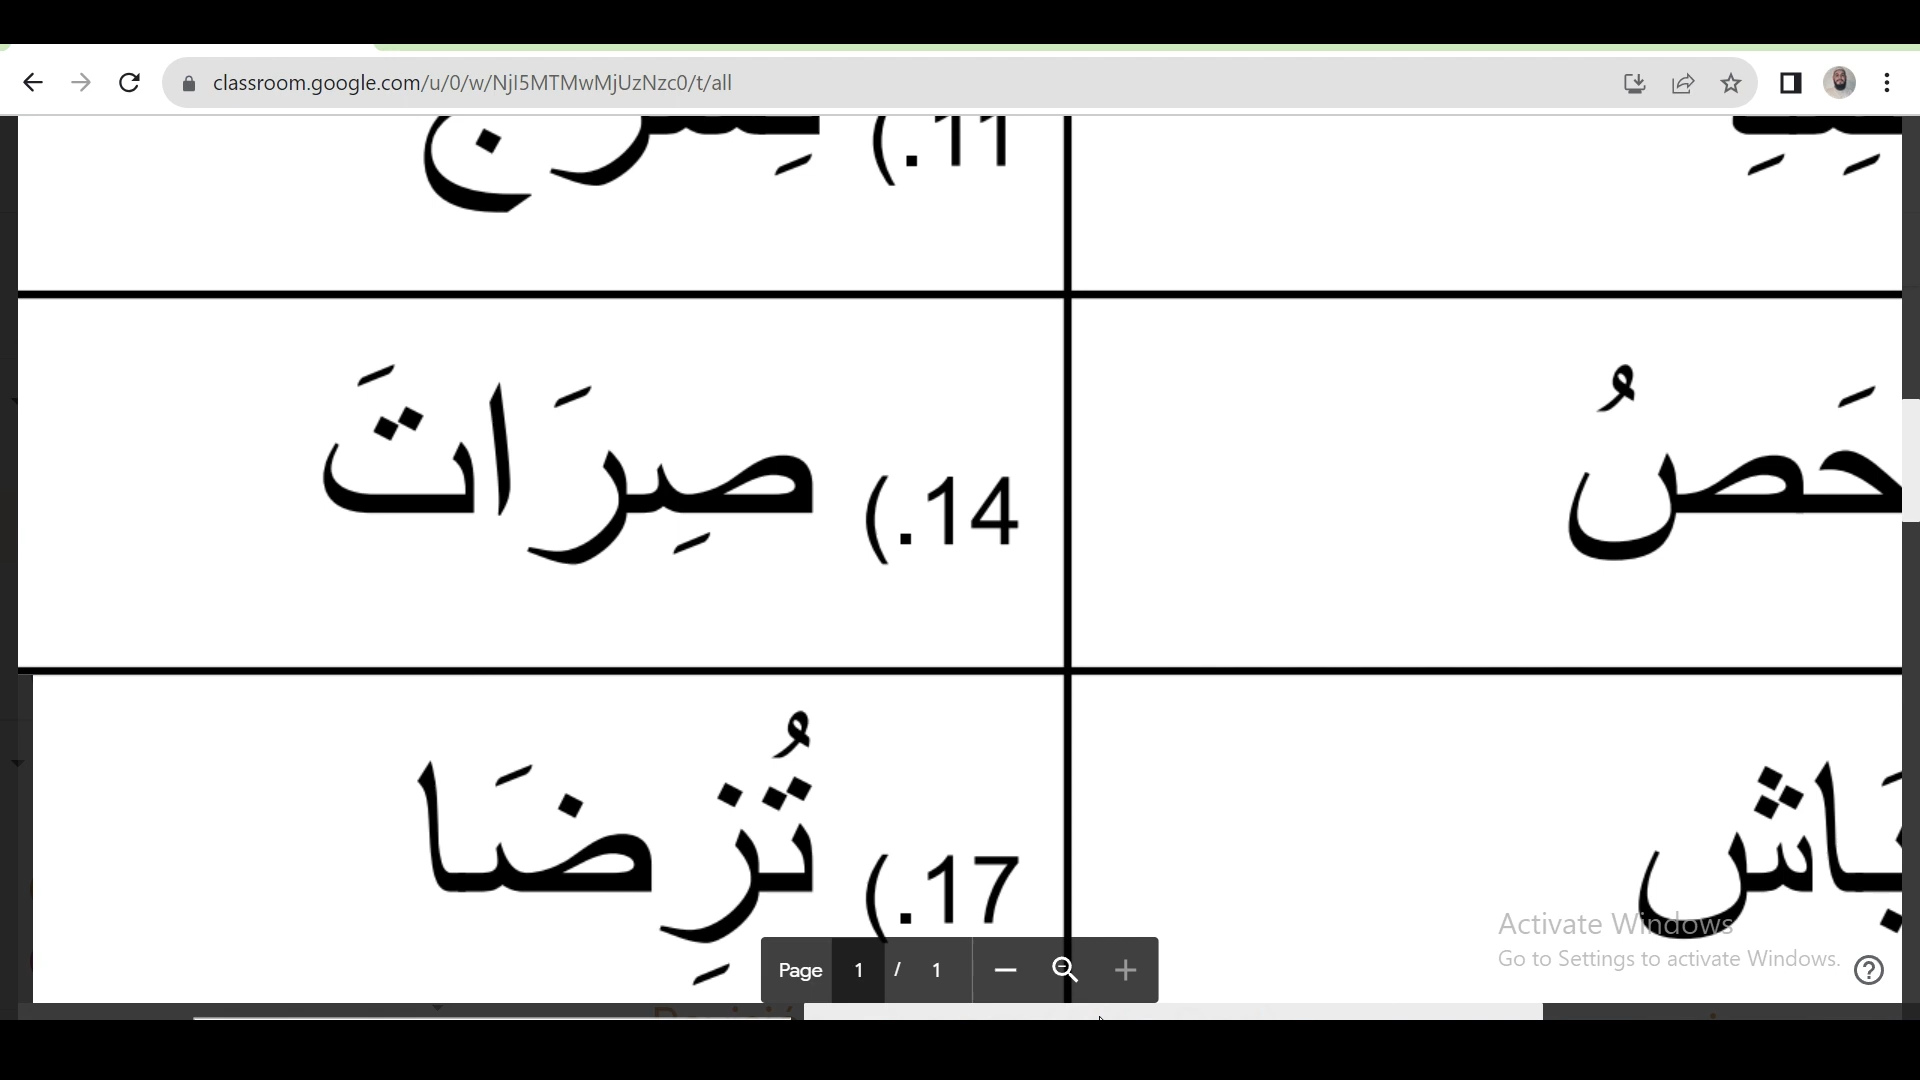 classroom.google.com/u/0/w/NjI5MTMwMjUzNzc0/t/all
(.11
(.14 صِرَاتَ
حَصُ
(.17 تُزِضَا
بَاش
Activate Windows
Go to Settings to activate Windows.
Page 1 / 1